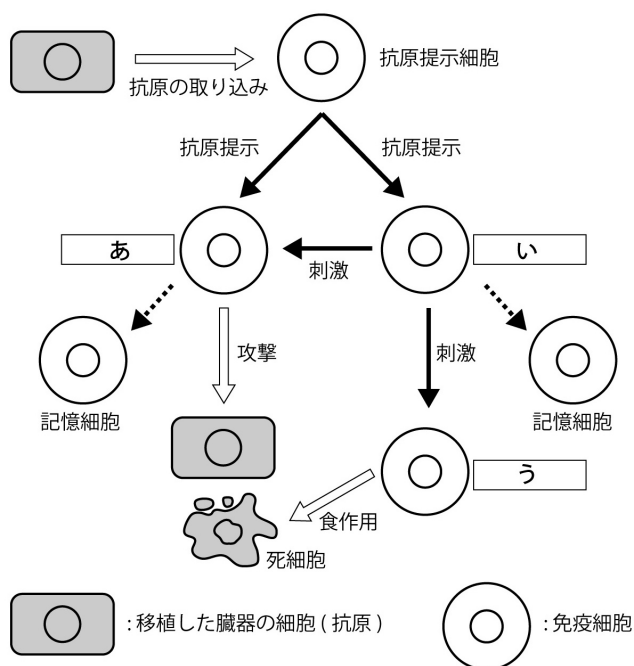 抗原提示細胞
抗原の取り込み
抗原提示
抗原提示
あ
い
刺激
記憶細胞
攻撃
刺激
記憶細胞
う
食作用
死細胞
:移植した臓器の細胞(抗原)
:免疫細胞